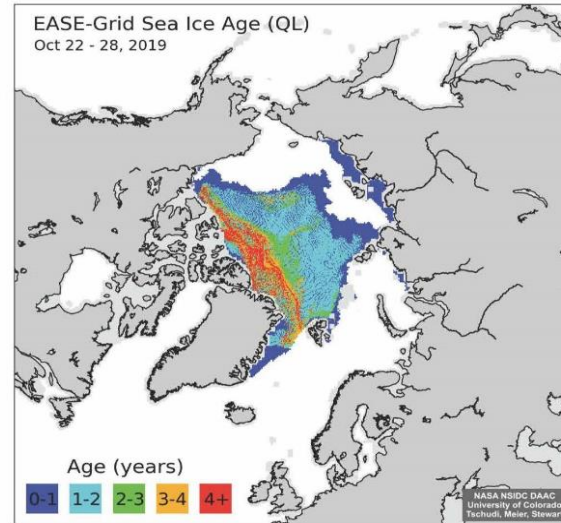 EASE-Grid Sea Ice Age (QL)
Oct 22 - 28, 2019
Age (years)
0-1 1-2 2-3 3-4 4+
NASA NSIDC DAAC
University of Colorado
Tschudi, Meier, Stewart